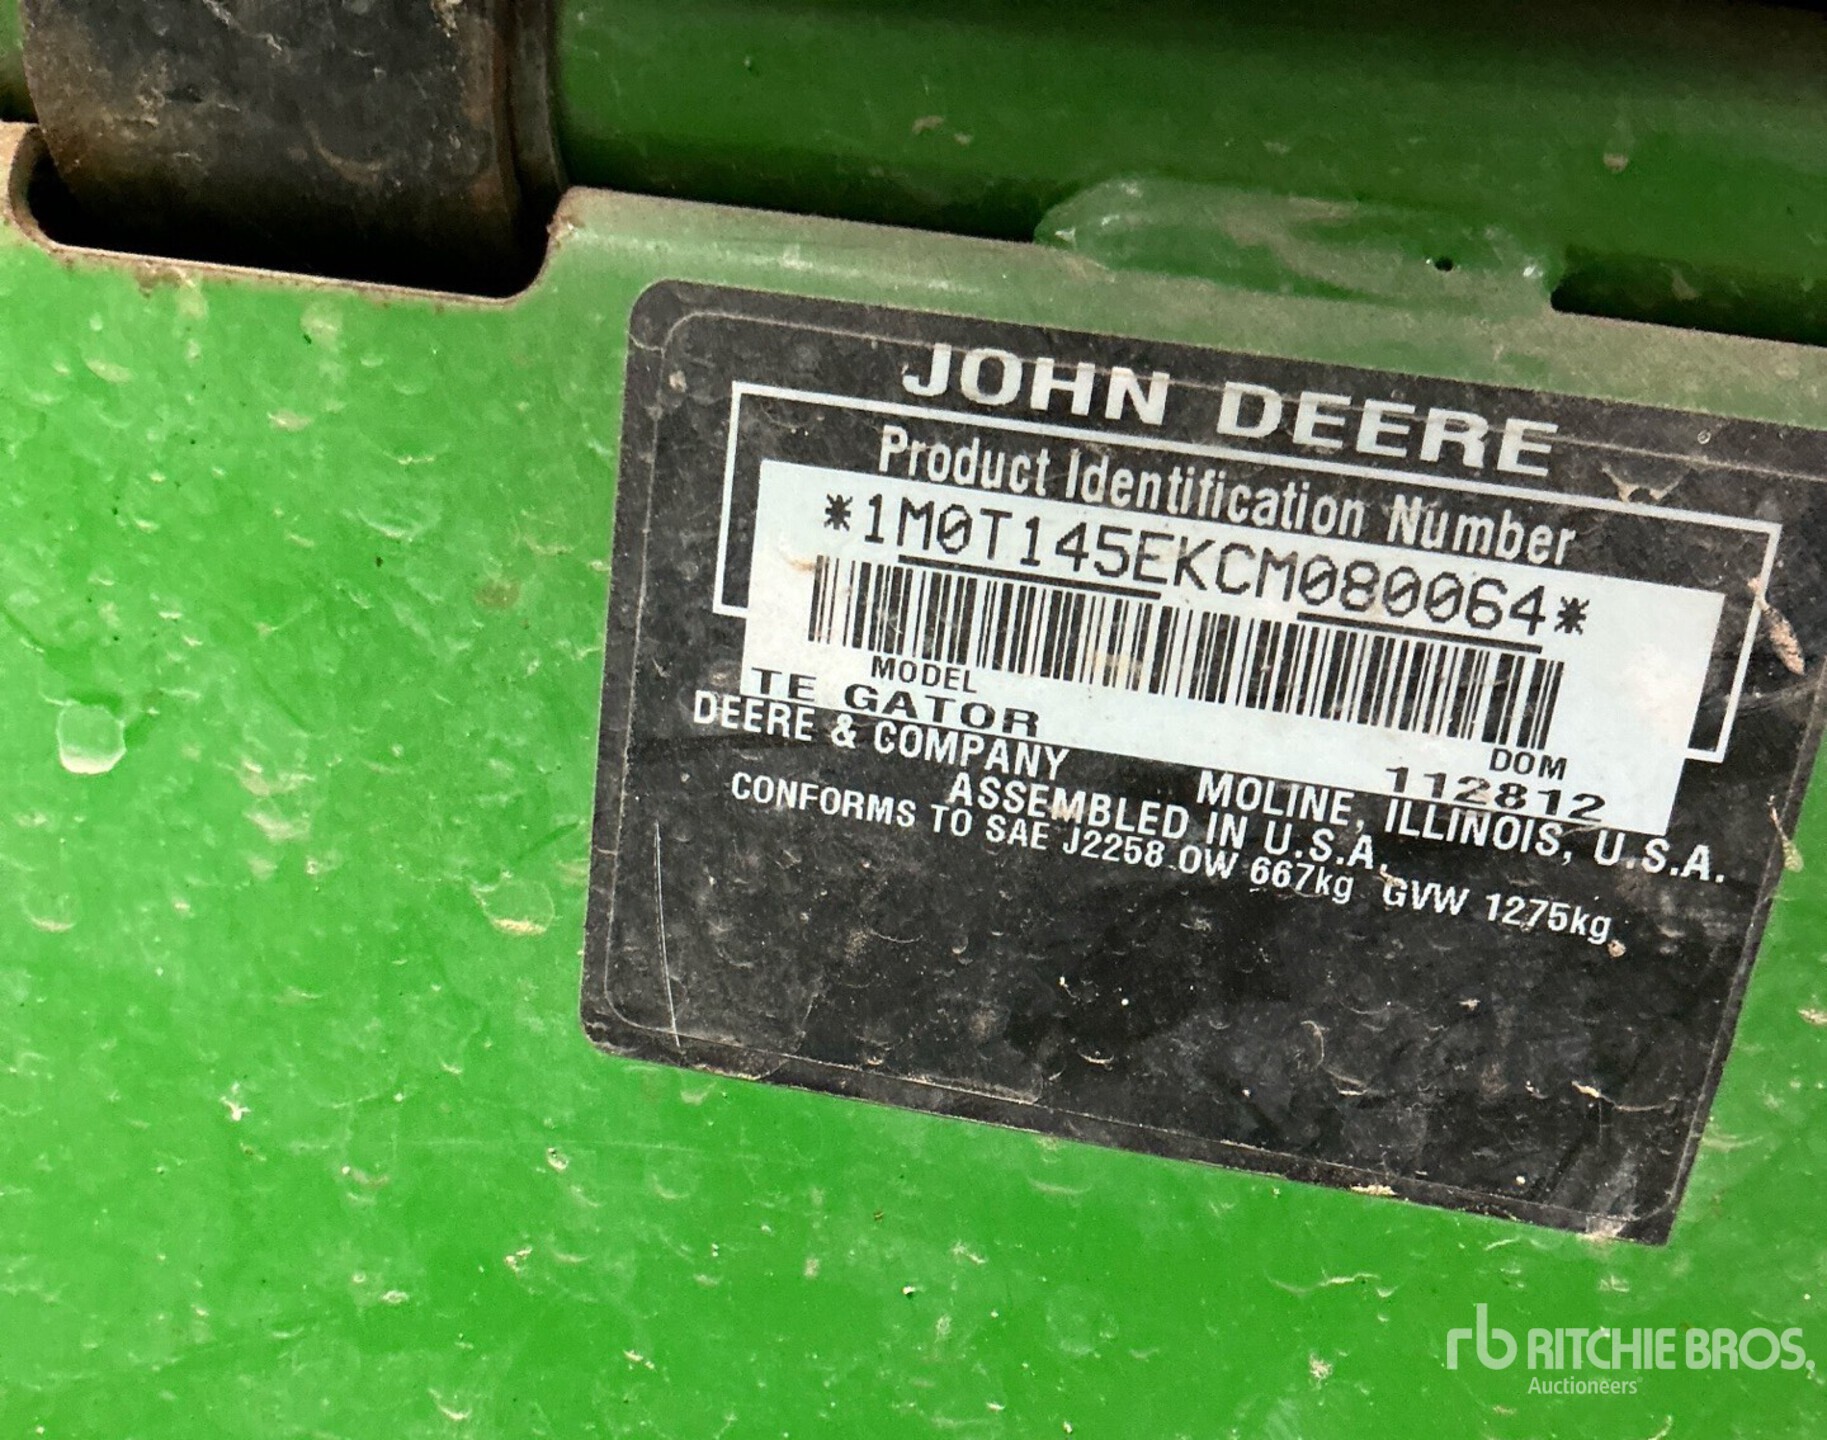 JOHN DEERE
Product Identification Number
*1M0T145EKCM080064*
MODEL
TE GATOR
DOM
112812
DEERE & COMPANY MOLINE, ILLINOIS, U.S.A.
ASSEMBLED IN U.S.A.
CONFORMS TO SAE J2258.OW 667kg GVW 1275kg
rb RITCHIE BROS.
Auctioneers